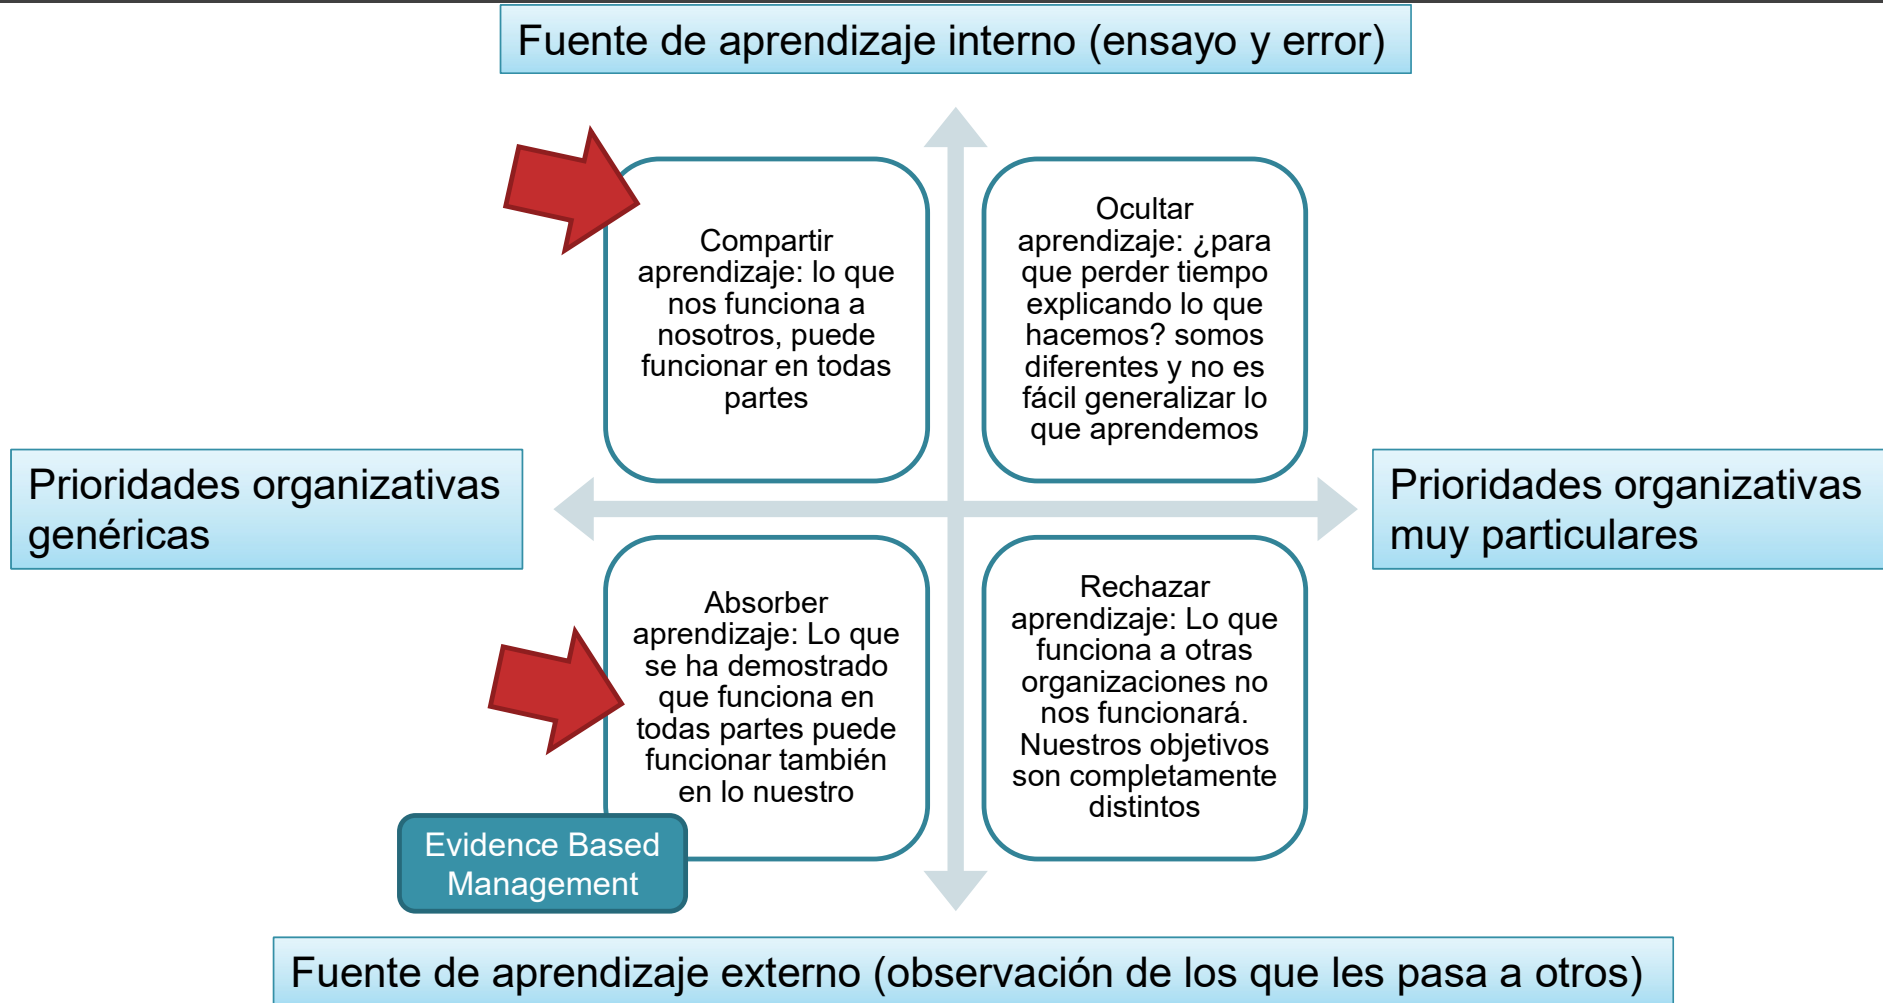 Fuente de aprendizaje interno (ensayo y error)
Compartir
aprendizaje: lo que
nos funciona a
nosotros, puede
funcionar en todas
partes
Ocultar
aprendizaje: ¿para
que perder tiempo
explicando lo que
hacemos? somos
diferentes y no es
fácil generalizar lo
que aprendemos
Prioridades organizativas
genéricas
Prioridades organizativas
muy particulares
Absorber
aprendizaje: Lo que
se ha demostrado
que funciona en
todas partes puede
funcionar también
en lo nuestro
Rechazar
aprendizaje: Lo que
funciona a otras
organizaciones no
nos funcionará.
Nuestros objetivos
son completamente
distintos
Evidence Based
Management
Fuente de aprendizaje externo (observación de los que les pasa a otros)